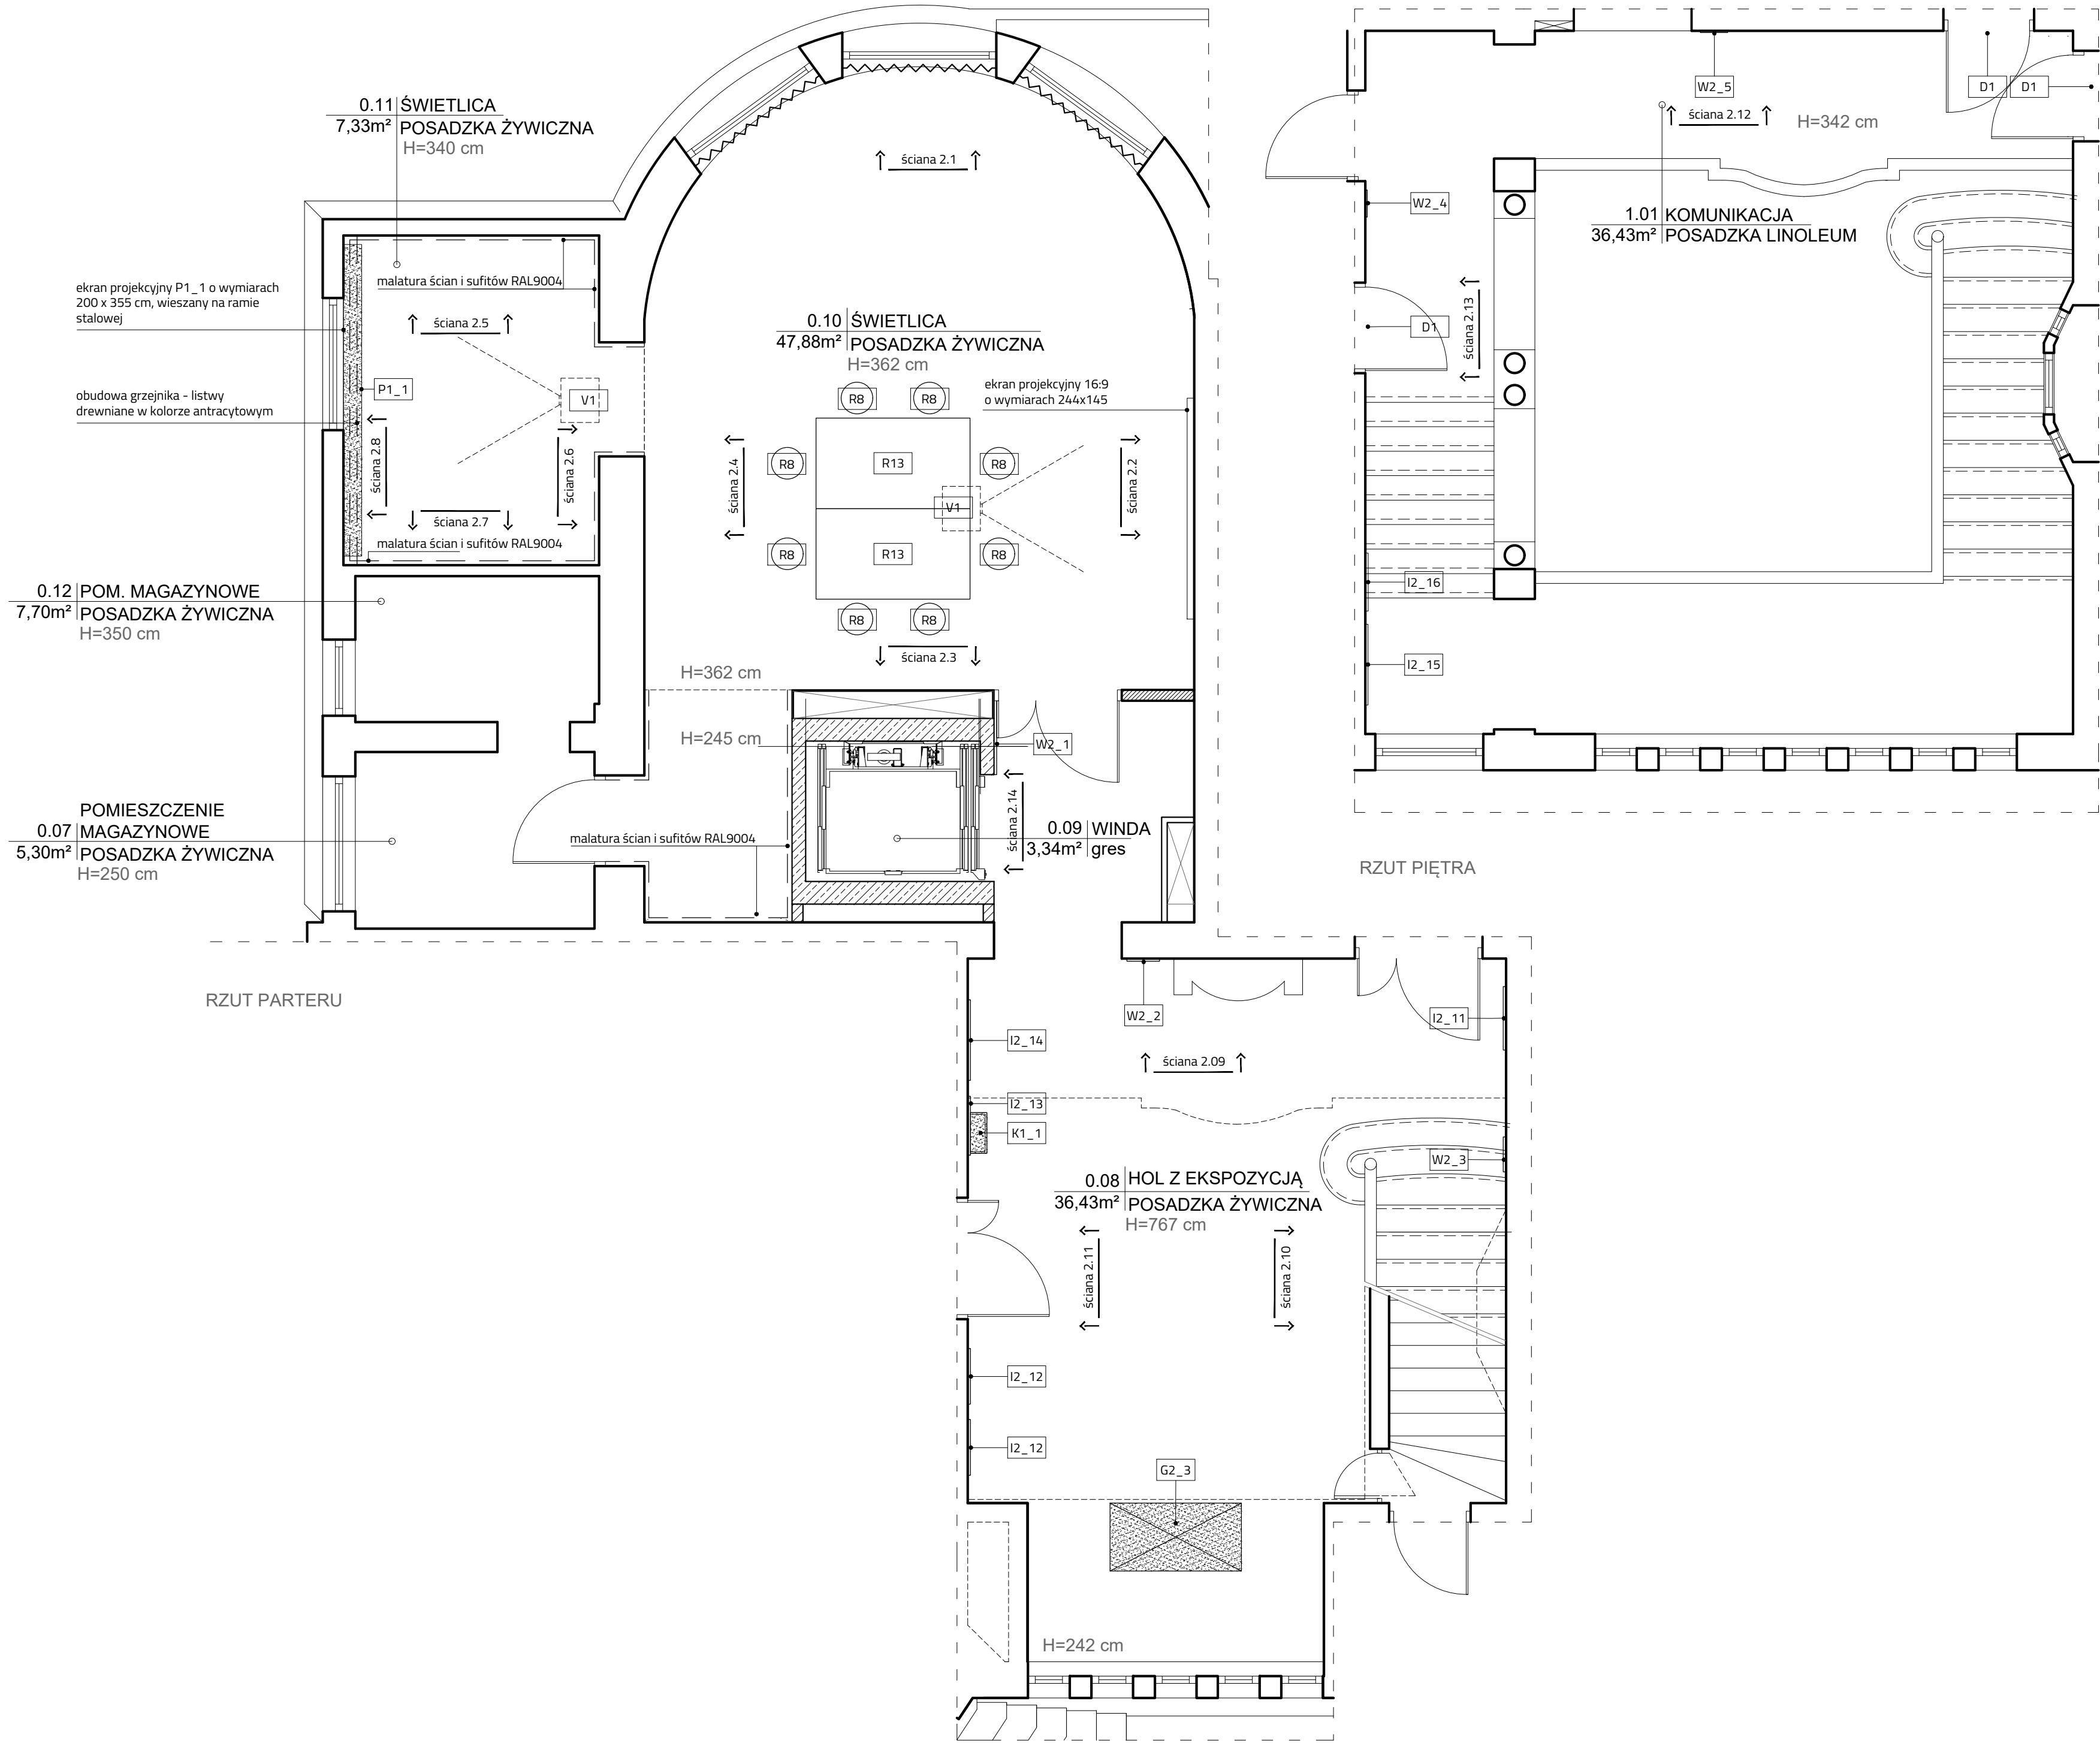 0.11 ŚWIETLICA
7,33m² POSADZKA ŻYWICZNA
H=340 cm
ekran projekcyjny P1_1 o wymiarach
200 x 355 cm, wieszany na ramie
stalowej
malatura ścian i sufitów RAL9004
ściana 2.5
obudowa grzejnika - listwy
drewniane w kolorze antracytowym
P1_1
V1
ściana 2.8
ściana 2.6
ściana 2.7
malatura ścian i sufitów RAL9004
0.12 POM. MAGAZYNOWE
7,70m² POSADZKA ŻYWICZNA
H=350 cm
POMIESZCZENIE
0.07 MAGAZYNOWE
5,30m² POSADZKA ŻYWICZNA
H=250 cm
RZUT PARTERU
ściana 2.1
0.10 ŚWIETLICA
47,88m² POSADZKA ŻYWICZNA
H=362 cm
ekran projekcyjny 16:9
o wymiarach 244x145
R8
R8
R8
R13
R8
ściana 2.4
ściana 2.2
V1
R8
R13
R8
R8
R8
ściana 2.3
H=362 cm
H=245 cm
W2_1
malatura ścian i sufitów RAL9004
ściana 2.14
0.09 WINDA
3,34m² gres
W2_2
I2_11
I2_14
ściana 2.09
I2_13
K1_1
W2_3
0.08 HOL Z EKSPOZYCJĄ
36,43m² POSADZKA ŻYWICZNA
H=767 cm
ściana 2.11
ściana 2.10
I2_12
I2_12
G2_3
H=242 cm
W2_5
D1
D1
ściana 2.12
H=342 cm
W2_4
1.01 KOMUNIKACJA
36,43m² POSADZKA LINOLEUM
D1
ściana 2.13
I2_16
I2_15
RZUT PIĘTRA